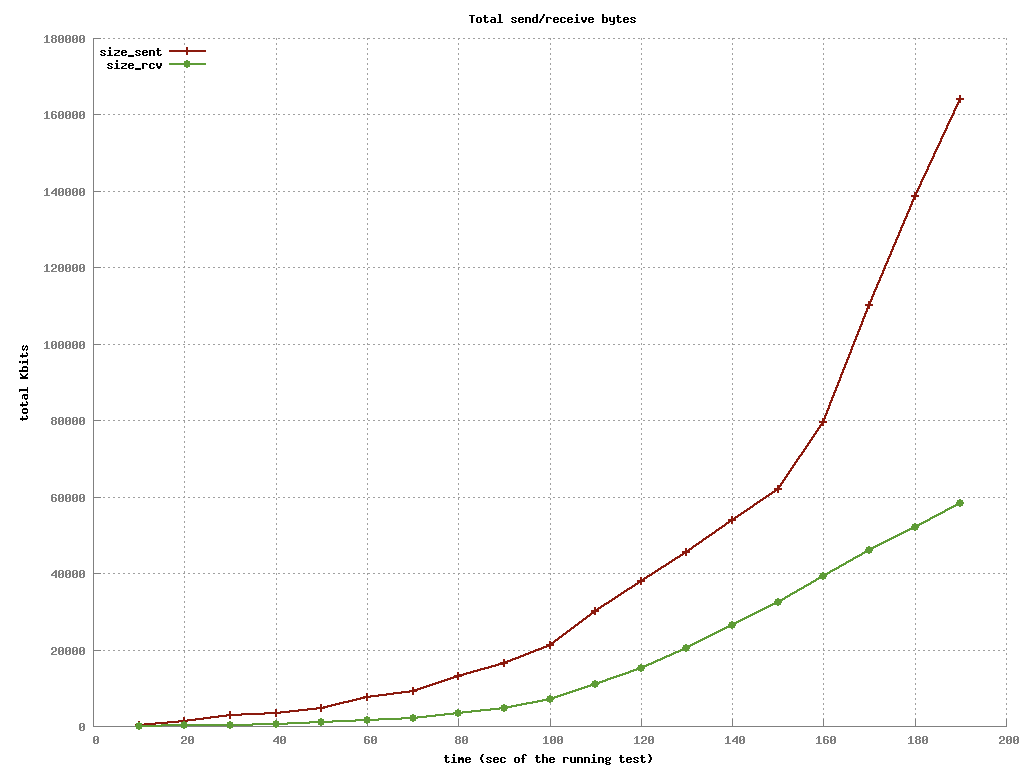 Total send/receive bytes
180000
160000
140000
120000
100000
80000
60000
40000
20000
0
total Kbits
size_sent
size_rcv
0 20 40 60 80 100 120 140 160 180 200
time (sec of the running test)